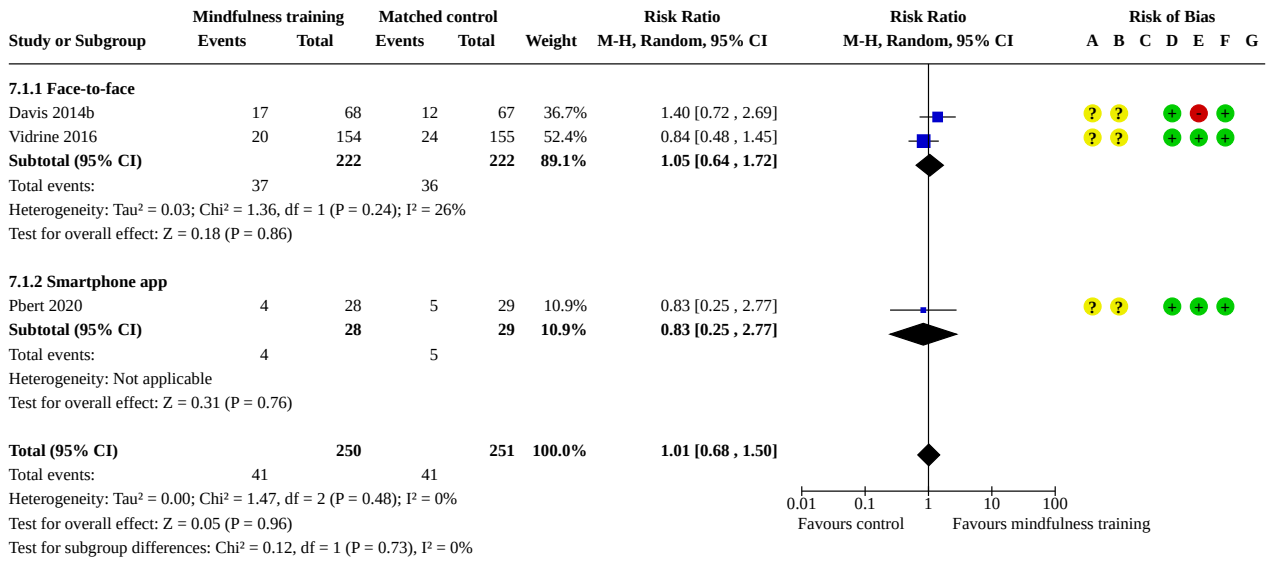 Mindfulness training Matched control Risk Ratio Risk Ratio Risk of Bias
Study or Subgroup Events Total Events Total Weight M-H, Random, 95% CI M-H, Random, 95% CI A B C D E F G
7.1.1 Face-to-face
Davis 2014b 17 68 12 67 36.7% 1.40 [0.72 , 2.69] ? ? + - +
Vidrine 2016 20 154 24 155 52.4% 0.84 [0.48 , 1.45] ? ? + + +
Subtotal (95% CI) 222 222 89.1% 1.05 [0.64 , 1.72]
Total events: 37 36
Heterogeneity: Tau² = 0.03; Chi² = 1.36, df = 1 (P = 0.24); I² = 26%
Test for overall effect: Z = 0.18 (P = 0.86)
7.1.2 Smartphone app
Pbert 2020 4 28 5 29 10.9% 0.83 [0.25 , 2.77] ? ? + + +
Subtotal (95% CI) 28 29 10.9% 0.83 [0.25 , 2.77]
Total events: 4 5
Heterogeneity: Not applicable
Test for overall effect: Z = 0.31 (P = 0.76)
Total (95% CI) 250 251 100.0% 1.01 [0.68 , 1.50]
Total events: 41 41
Heterogeneity: Tau² = 0.00; Chi² = 1.47, df = 2 (P = 0.48); I² = 0%
0.01 0.1 1 10 100
Test for overall effect: Z = 0.05 (P = 0.96)
Favours control Favours mindfulness training
Test for subgroup differences: Chi² = 0.12, df = 1 (P = 0.73), I² = 0%